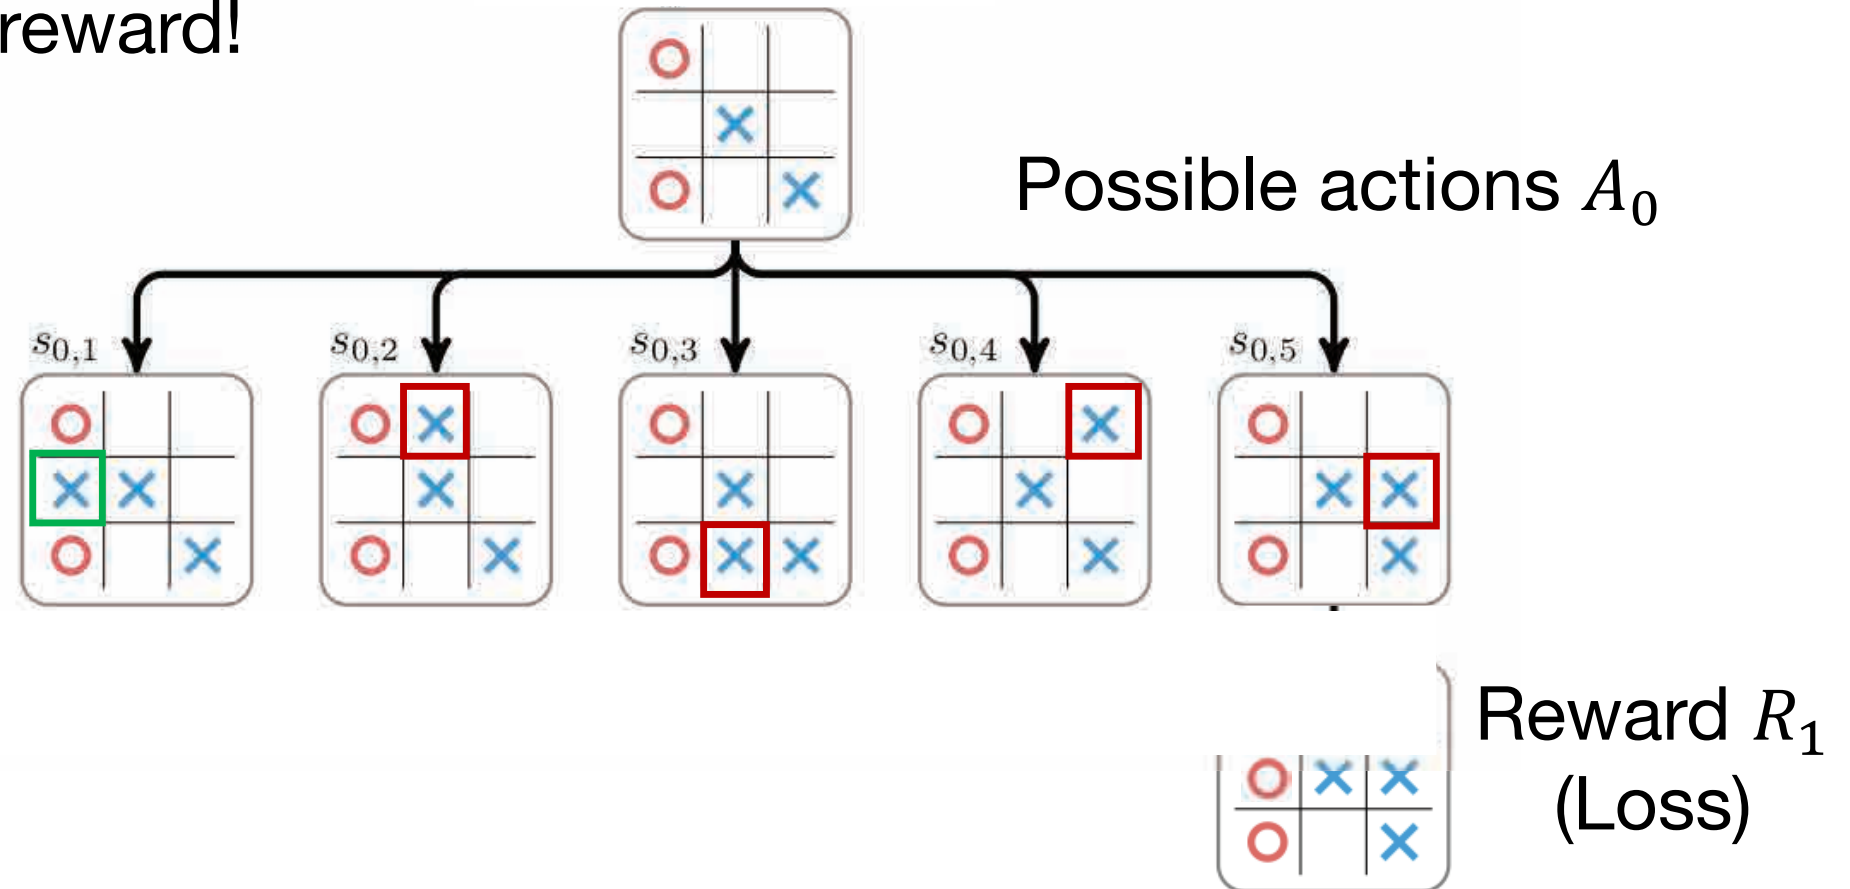 reward!
Possible actions A₀
s₀,₁ s₀,₂ s₀,₃ s₀,₄ s₀,₅
Reward R₁
(Loss)